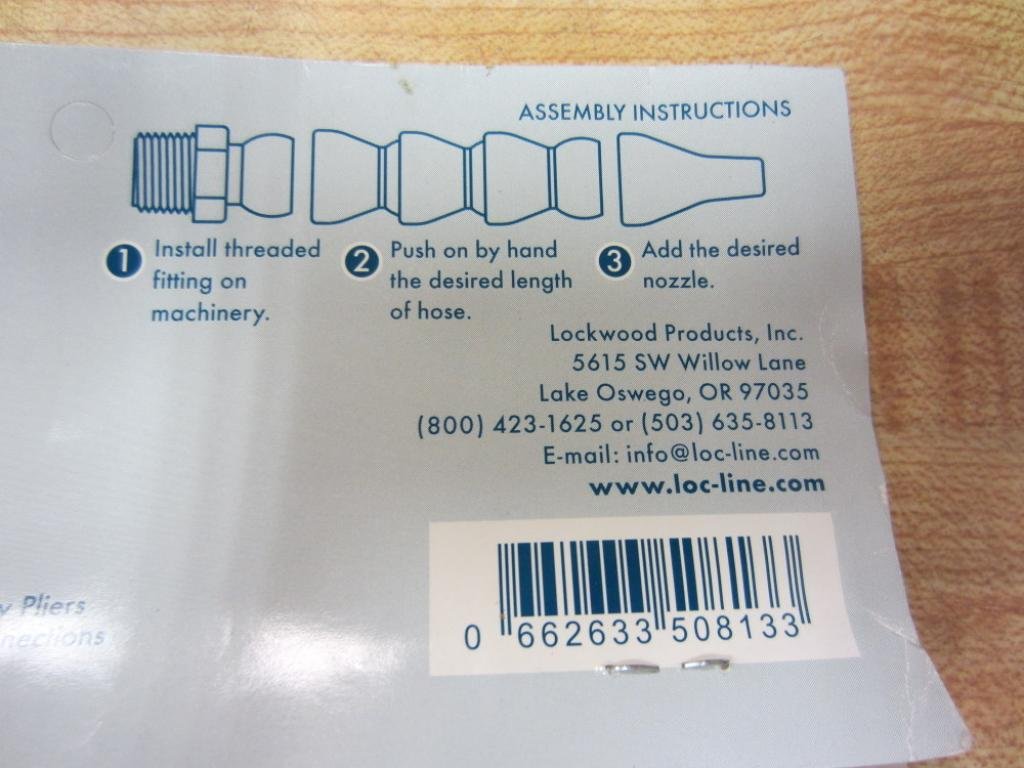 ASSEMBLY INSTRUCTIONS
1 Install threaded
fitting on
machinery.
2 Push on by hand
the desired length
of hose.
3 Add the desired
nozzle.
Lockwood Products, Inc.
5615 SW Willow Lane
Lake Oswego, OR 97035
(800) 423-1625 or (503) 635-8113
E-mail: info@loc-line.com
www.loc-line.com
Pliers
0 662633 508133